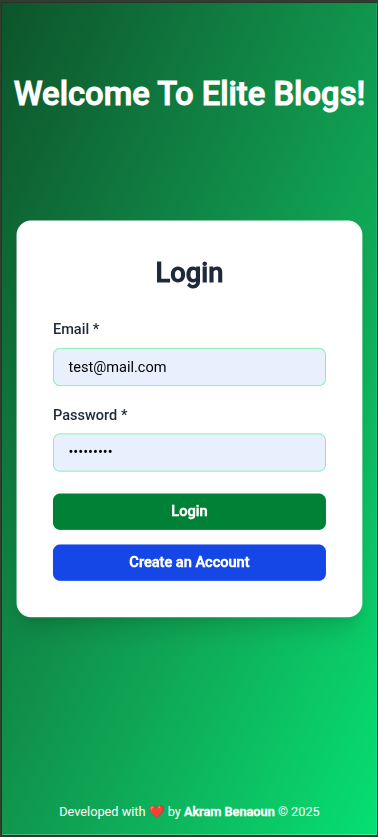 Welcome To Elite Blogs!
Login
Email *
test@mail.com
Password *
•••••••••
Login
Create an Account
Developed with ❤️ by Akram Benaoun © 2025